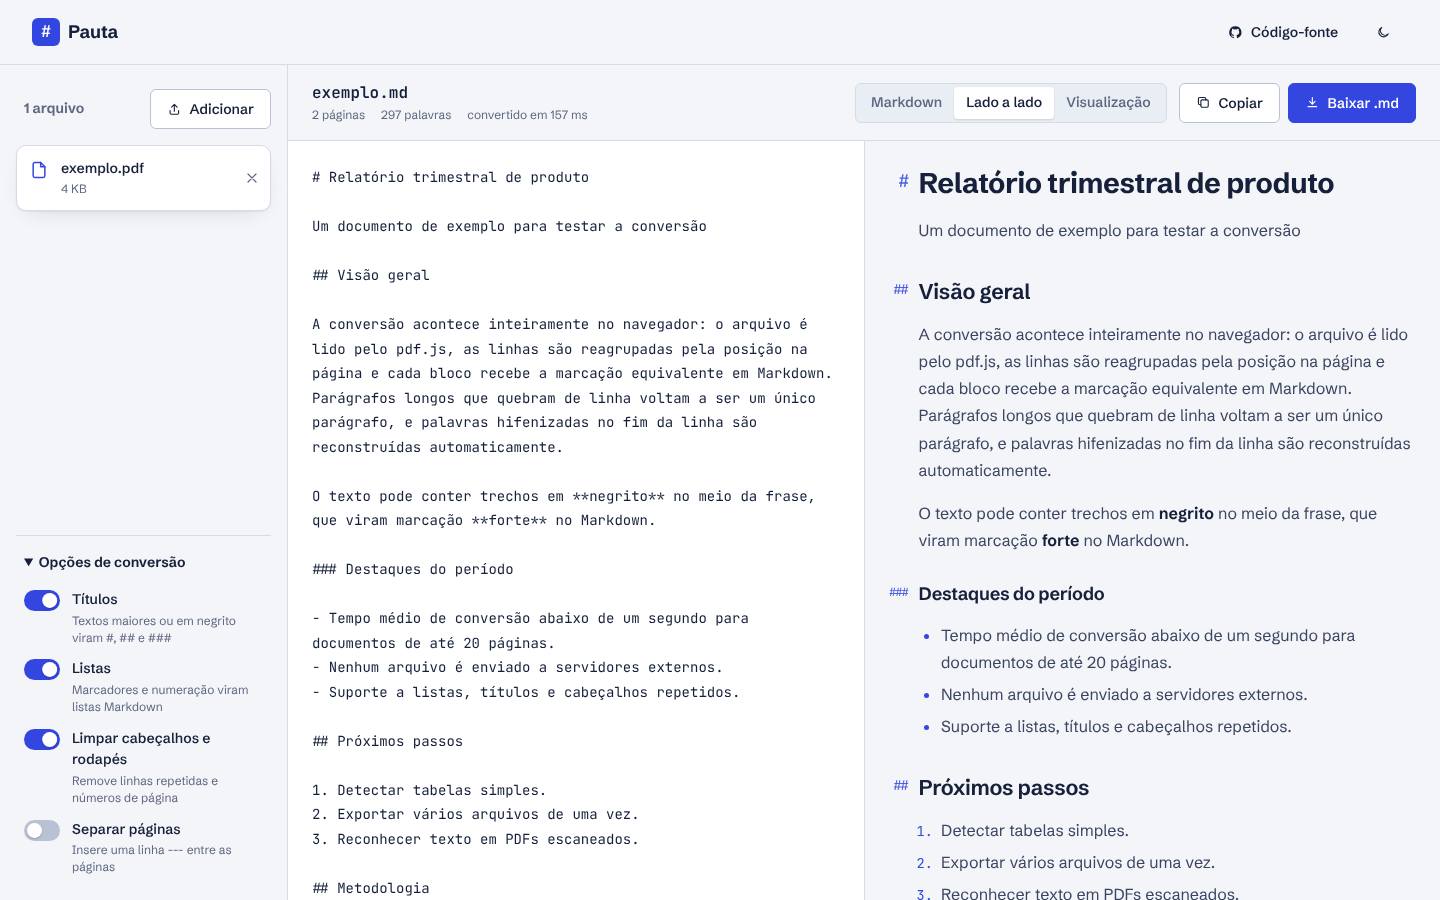 # Pauta
Código-fonte
1 arquivo
Adicionar
exemplo.pdf
4 KB
▼ Opções de conversão
Títulos
Textos maiores ou em negrito
viram #, ## e ###
Listas
Marcadores e numeração viram
listas Markdown
Limpar cabeçalhos e
rodapés
Remove linhas repetidas e
números de página
Separar páginas
Insere uma linha --- entre as
páginas
exemplo.md
2 páginas 297 palavras convertido em 157 ms
Markdown Lado a lado Visualização
Copiar
Baixar .md
# Relatório trimestral de produto
Um documento de exemplo para testar a conversão
## Visão geral
A conversão acontece inteiramente no navegador: o arquivo é
lido pelo pdf.js, as linhas são reagrupadas pela posição na
página e cada bloco recebe a marcação equivalente em Markdown.
Parágrafos longos que quebram de linha voltam a ser um único
parágrafo, e palavras hifenizadas no fim da linha são
reconstruídas automaticamente.
O texto pode conter trechos em **negrito** no meio da frase,
que viram marcação **forte** no Markdown.
### Destaques do período
- Tempo médio de conversão abaixo de um segundo para
documentos de até 20 páginas.
- Nenhum arquivo é enviado a servidores externos.
- Suporte a listas, títulos e cabeçalhos repetidos.
## Próximos passos
1. Detectar tabelas simples.
2. Exportar vários arquivos de uma vez.
3. Reconhecer texto em PDFs escaneados.
## Metodologia
# Relatório trimestral de produto
Um documento de exemplo para testar a conversão
## Visão geral
A conversão acontece inteiramente no navegador: o arquivo é lido
pelo pdf.js, as linhas são reagrupadas pela posição na página e
cada bloco recebe a marcação equivalente em Markdown.
Parágrafos longos que quebram de linha voltam a ser um único
parágrafo, e palavras hifenizadas no fim da linha são reconstruídas
automaticamente.
O texto pode conter trechos em negrito no meio da frase, que
viram marcação forte no Markdown.
### Destaques do período
• Tempo médio de conversão abaixo de um segundo para
documentos de até 20 páginas.
• Nenhum arquivo é enviado a servidores externos.
• Suporte a listas, títulos e cabeçalhos repetidos.
## Próximos passos
1. Detectar tabelas simples.
2. Exportar vários arquivos de uma vez.
3. Reconhecer texto em PDFs escaneados.